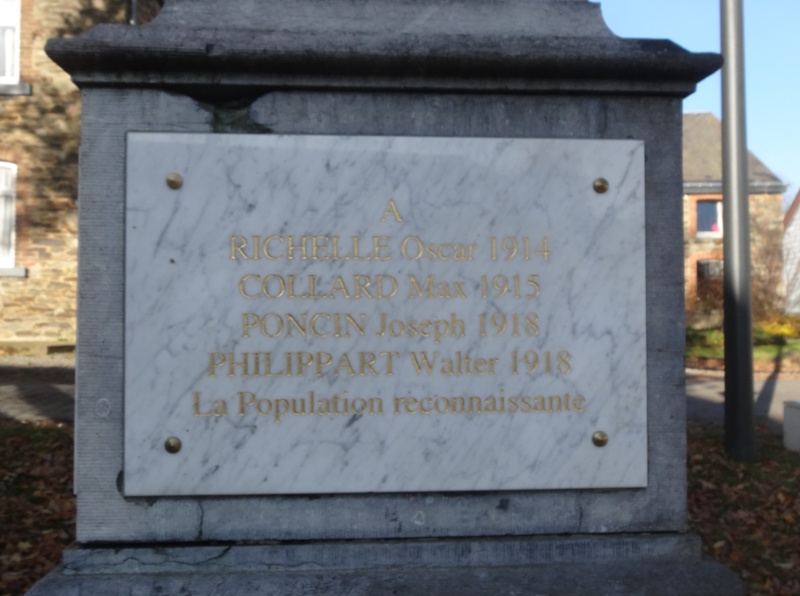 A
RICHELLE Oscar 1914
COLLARD Max 1915
PONCIN Joseph 1918
PHILIPPART Walter 1918
La Population reconnaissante